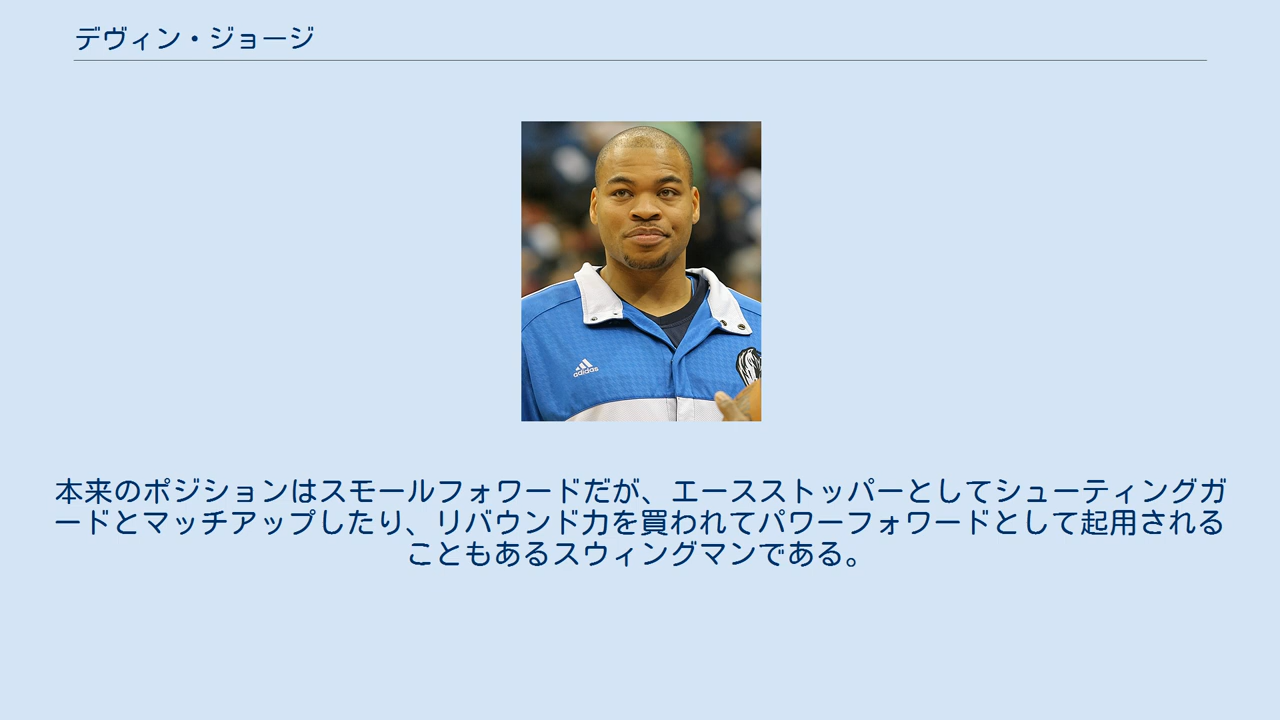 デヴィン・ジョージ
adidas
本来のポジションはスモールフォワードだが、エースストッパーとしてシューティングガ
ードとマッチアップしたり、リバウンド力を買われてパワーフォワードとして起用される
こともあるスウィングマンである。